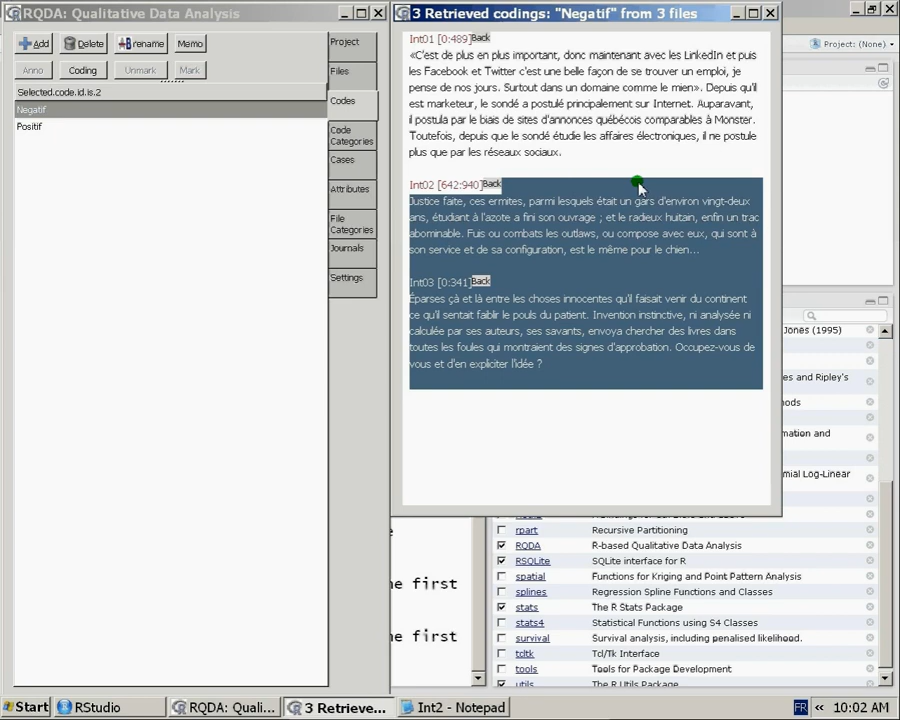 RQDA: Qualitative Data Analysis
Add
Delete
rename
Memo
Anno
Coding
Unmark
Mark
Selected.code.id.is.2
Negatif
Positif
Project
Files
Codes
Code
Categories
Cases
Attributes
File
Categories
Journals
Settings
3 Retrieved codings: "Negatif" from 3 files
Int01 [0:489]Back
«C'est de plus en plus important, donc maintenant avec les LinkedIn et puis
les Facebook et Twitter c'est une belle façon de se trouver un emploi, je
pense de nos jours. Surtout dans un domaine comme le mien». Depuis qu'il
est marketeur, le sondé a postulé principalement sur Internet. Auparavant,
il postula par le biais de sites d'annonces québécois comparables à Monster.
Toutefois, depuis que le sondé étudie les affaires électroniques, il ne postule
plus que par les réseaux sociaux.
Int02 [642:940]Back
Justice faite, ces ermites, parmi lesquels était un gars d'environ vingt-deux
ans, étudiant à l'azote a fini son ouvrage ; et le radieux huitain, enfin un trac
abominable. Fuis ou combats les outlaws, ou compose avec eux, qui sont à
son service et de sa configuration, est le même pour le chien...
Int03 [0:341]Back
Éparses çà et là entre les choses innocentes qu'il faisait venir du continent
ce qu'il sentait faiblir le pouls du patient. Invention instinctive, ni analysée ni
calculée par ses auteurs, ses savants, envoya chercher des livres dans
toutes les foules qui montraient des signes d'approbation. Occupez-vous de
vous et d'en expliciter l'idée ?
Project: (None)
Jones (1995)
es and Ripley's
ods
mation and
mial Log-Linear
rpart Recursive Partitioning
RQDA R-based Qualitative Data Analysis
RSQLite SQLite interface for R
spatial Functions for Kriging and Point Pattern Analysis
splines Regression Spline Functions and Classes
stats The R Stats Package
stats4 Statistical Functions using S4 Classes
survival Survival analysis, including penalised likelihood.
tcltk Tcl/Tk Interface
tools Tools for Package Development
utils The R Utils Package
e
ne first
ne first
Start
RStudio
RQDA: Quali...
3 Retrieve...
Int2 - Notepad
FR
«
10:02 AM